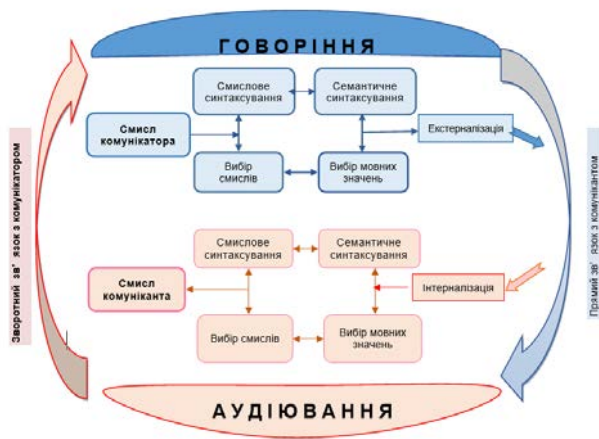 ГОВОРІННЯ
Смислове
синтаксування
Семантичне
синтаксування
Смисл
комунікатора
Екстерналізація
Вибір
смислів
Вибір мовних
значень
Зворотний зв' язок з комунікатором
Прямий зв' язок з комунікантом
Смислове
синтаксування
Семантичне
синтаксування
Смисл
комуніканта
Інтерналізація
Вибір смислів
Вибір мовних
значень
АУДІЮВАННЯ